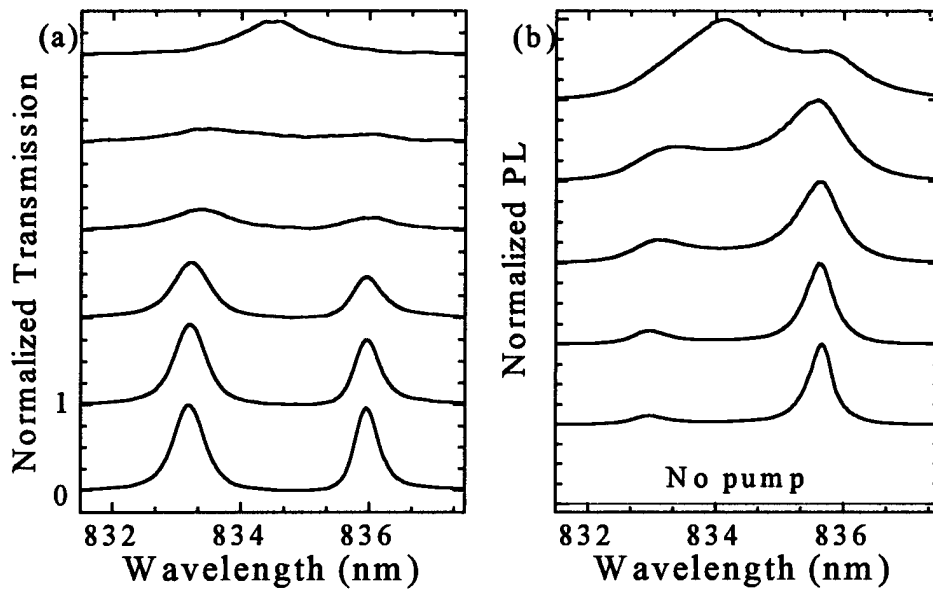 (a)
Normalized Transmission
1
0
832 834 836
Wavelength (nm)
(b)
Normalized PL
No pump
832 834 836
Wavelength (nm)